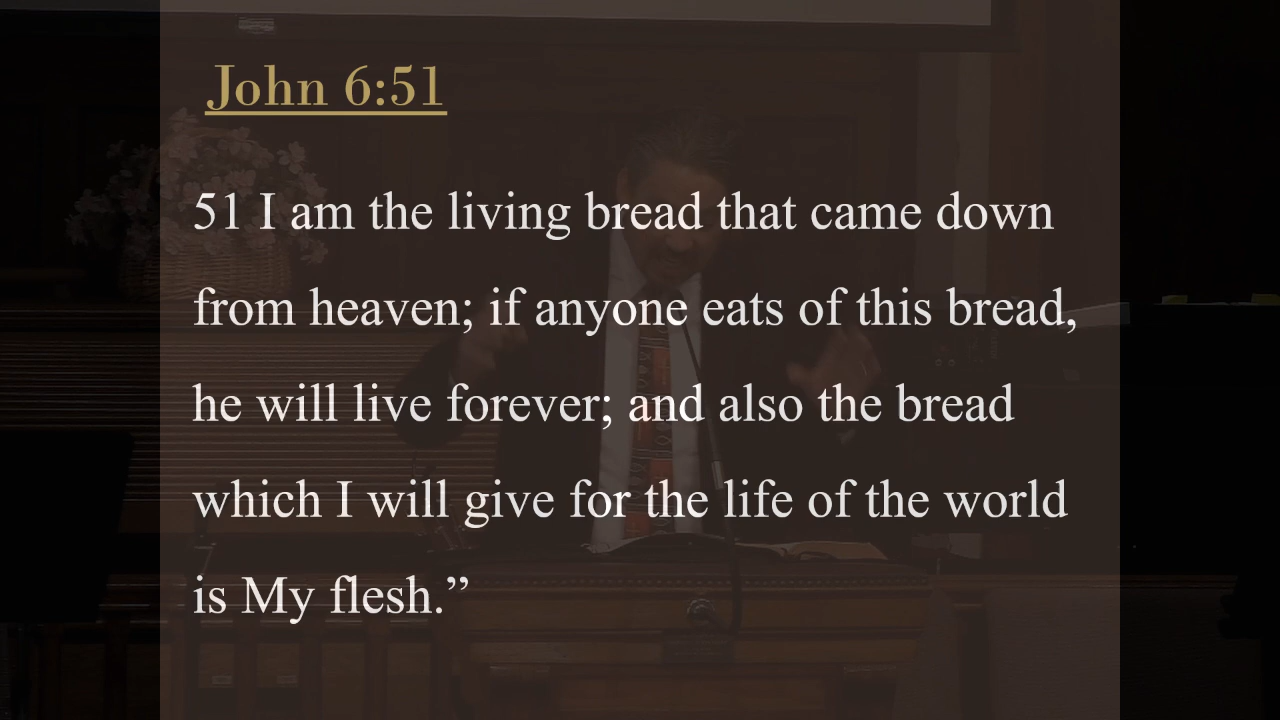 John 6:51
51 I am the living bread that came down
from heaven; if anyone eats of this bread,
he will live forever; and also the bread
which I will give for the life of the world
is My flesh.”